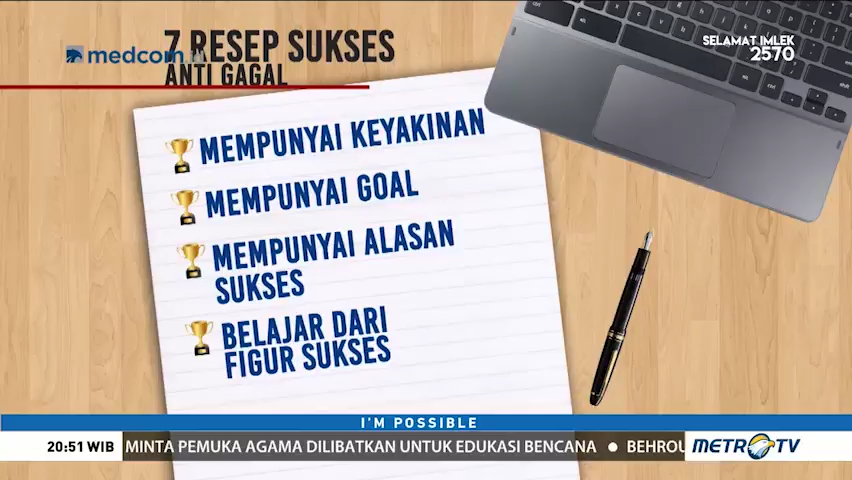 7 RESEP SUKSES
ANTI GAGAL
medcom.id
SELAMAT IMLEK
2570
MEMPUNYAI KEYAKINAN
MEMPUNYAI GOAL
MEMPUNYAI ALASAN
SUKSES
BELAJAR DARI
FIGUR SUKSES
I'M POSSIBLE
20:51 WIB MINTA PEMUKA AGAMA DILIBATKAN UNTUK EDUKASI BENCANA ● BEHROU
METRO TV